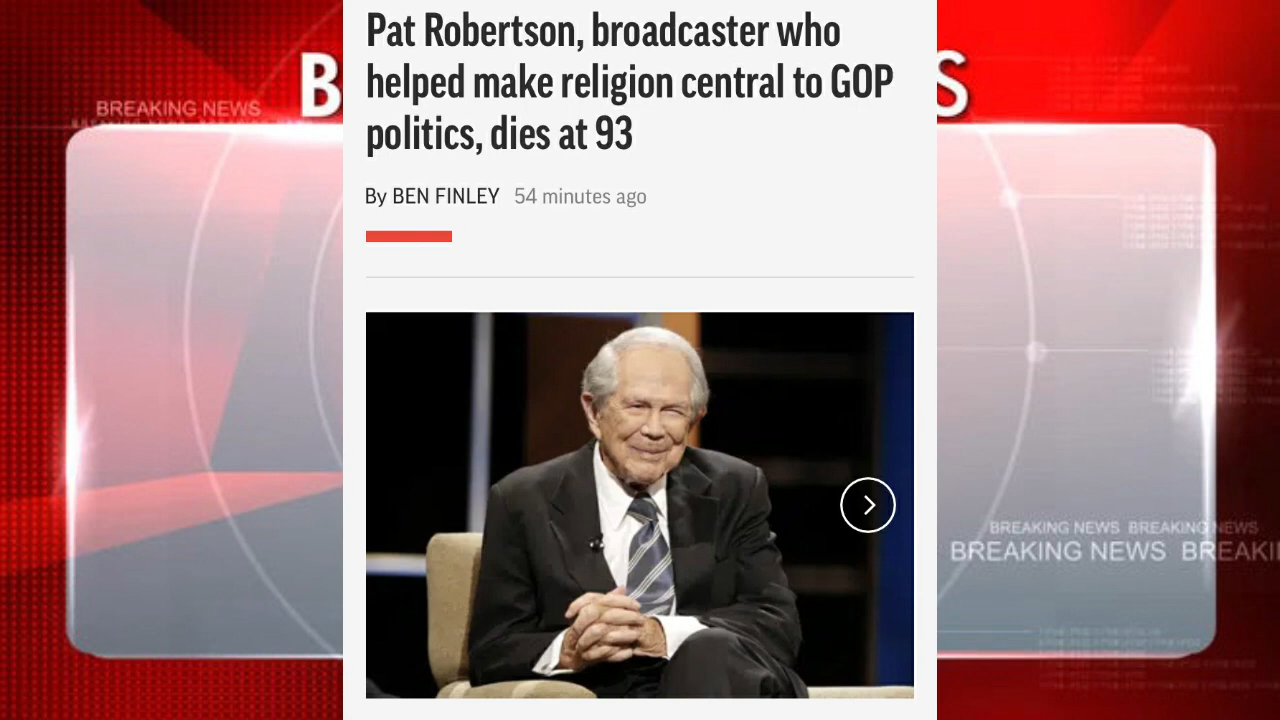 Pat Robertson, broadcaster who
helped make religion central to GOP
politics, dies at 93
By BEN FINLEY 54 minutes ago
BREAKING NEWS
B
S
BREAKING NEWS BREAKING NEWS
BREAKING NEWS BREAKI